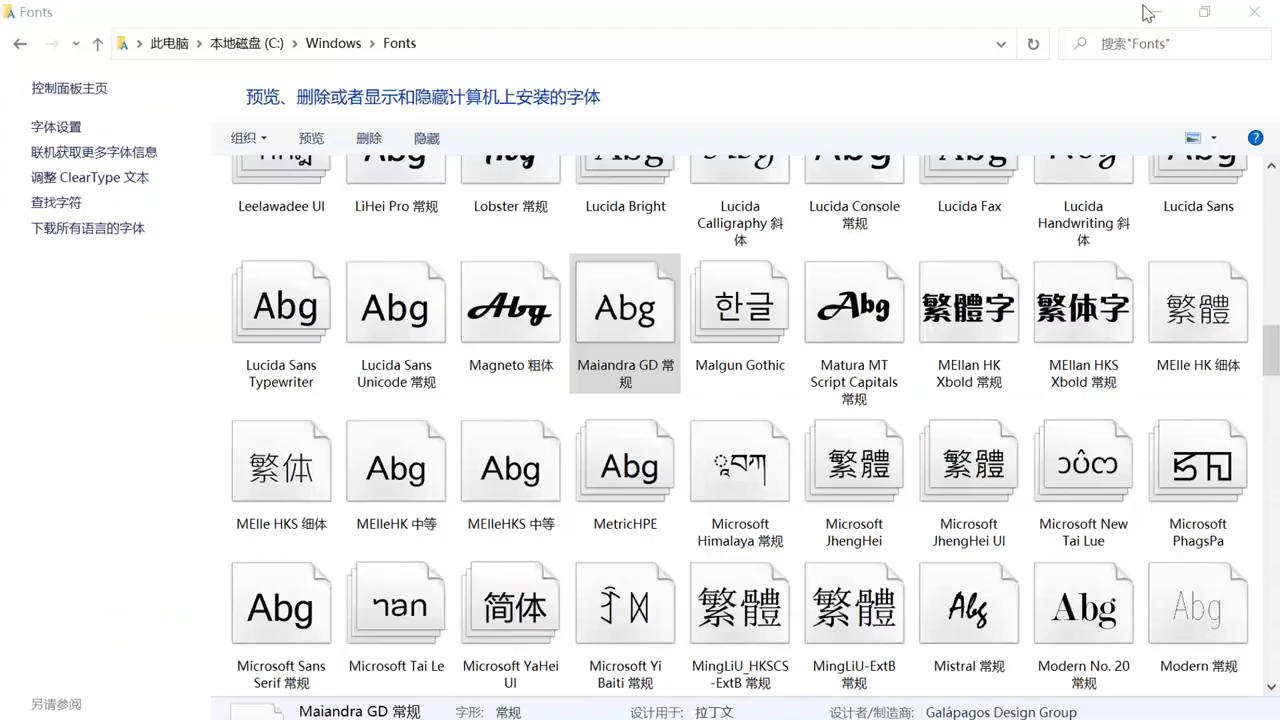 Fonts
此电脑 > 本地磁盘 (C:) > Windows > Fonts
搜索"Fonts"
控制面板主页
字体设置
联机获取更多字体信息
调整 ClearType 文本
查找字符
下载所有语言的字体
另请参阅
预览、删除或者显示和隐藏计算机上安装的字体
组织 预览 删除 隐藏
Leelawadee UI
LiHei Pro 常规
Lobster 常规
Lucida Bright
Lucida
Calligraphy 斜
体
Lucida Console
常规
Lucida Fax
Lucida
Handwriting 斜
体
Lucida Sans
Abg
Lucida Sans
Typewriter
Abg
Lucida Sans
Unicode 常规
Abg
Magneto 粗体
Abg
Maiandra GD 常
规
한글
Malgun Gothic
Abg
Matura MT
Script Capitals
常规
繁體字
MEllan HK
Xbold 常规
繁体字
MEllan HKS
Xbold 常规
繁體
MElle HK 细体
繁体
MElle HKS 细体
Abg
MElleHK 中等
Abg
MElleHKS 中等
Abg
MetricHPE
Microsoft
Himalaya 常规
繁體
Microsoft
JhengHei
繁體
Microsoft
JhengHei UI
Microsoft New
Tai Lue
Microsoft
PhagsPa
Abg
Microsoft Sans
Serif 常规
Microsoft Tai Le
简体
Microsoft YaHei
UI
Microsoft Yi
Baiti 常规
繁體
MingLiU_HKSCS
-ExtB 常规
繁體
MingLiU-ExtB
常规
Abg
Mistral 常规
Abg
Modern No. 20
常规
Abg
Modern 常规
Maiandra GD 常规 字形: 常规 设计用于: 拉丁文 设计者/制造商: Galápagos Design Group